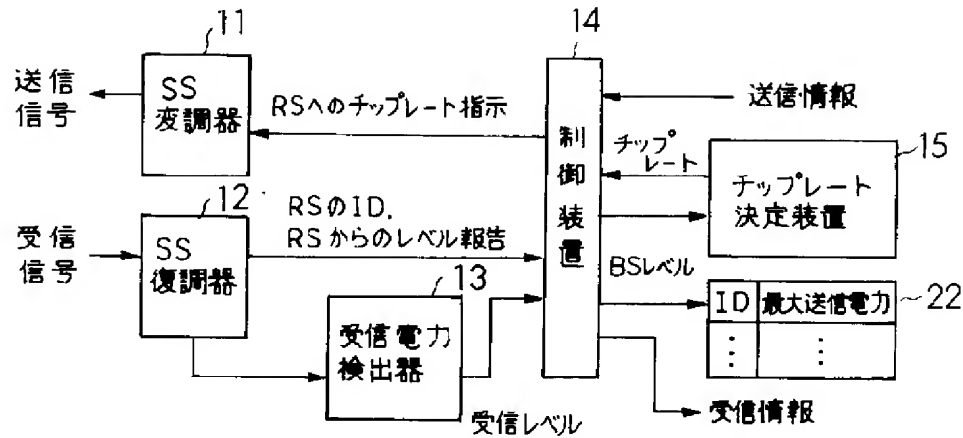 11
14
送信
信号
SS
変調器
RSへのチップレート指示
送信情報
制御装置
チップ
レート
15
チップレート
決定装置
12
RSのID.
RSからのレベル報告
受信
信号
SS
復調器
13
受信電力
検出器
受信レベル
BSレベル
ID 最大送信電力
22
⋮ ⋮
受信情報